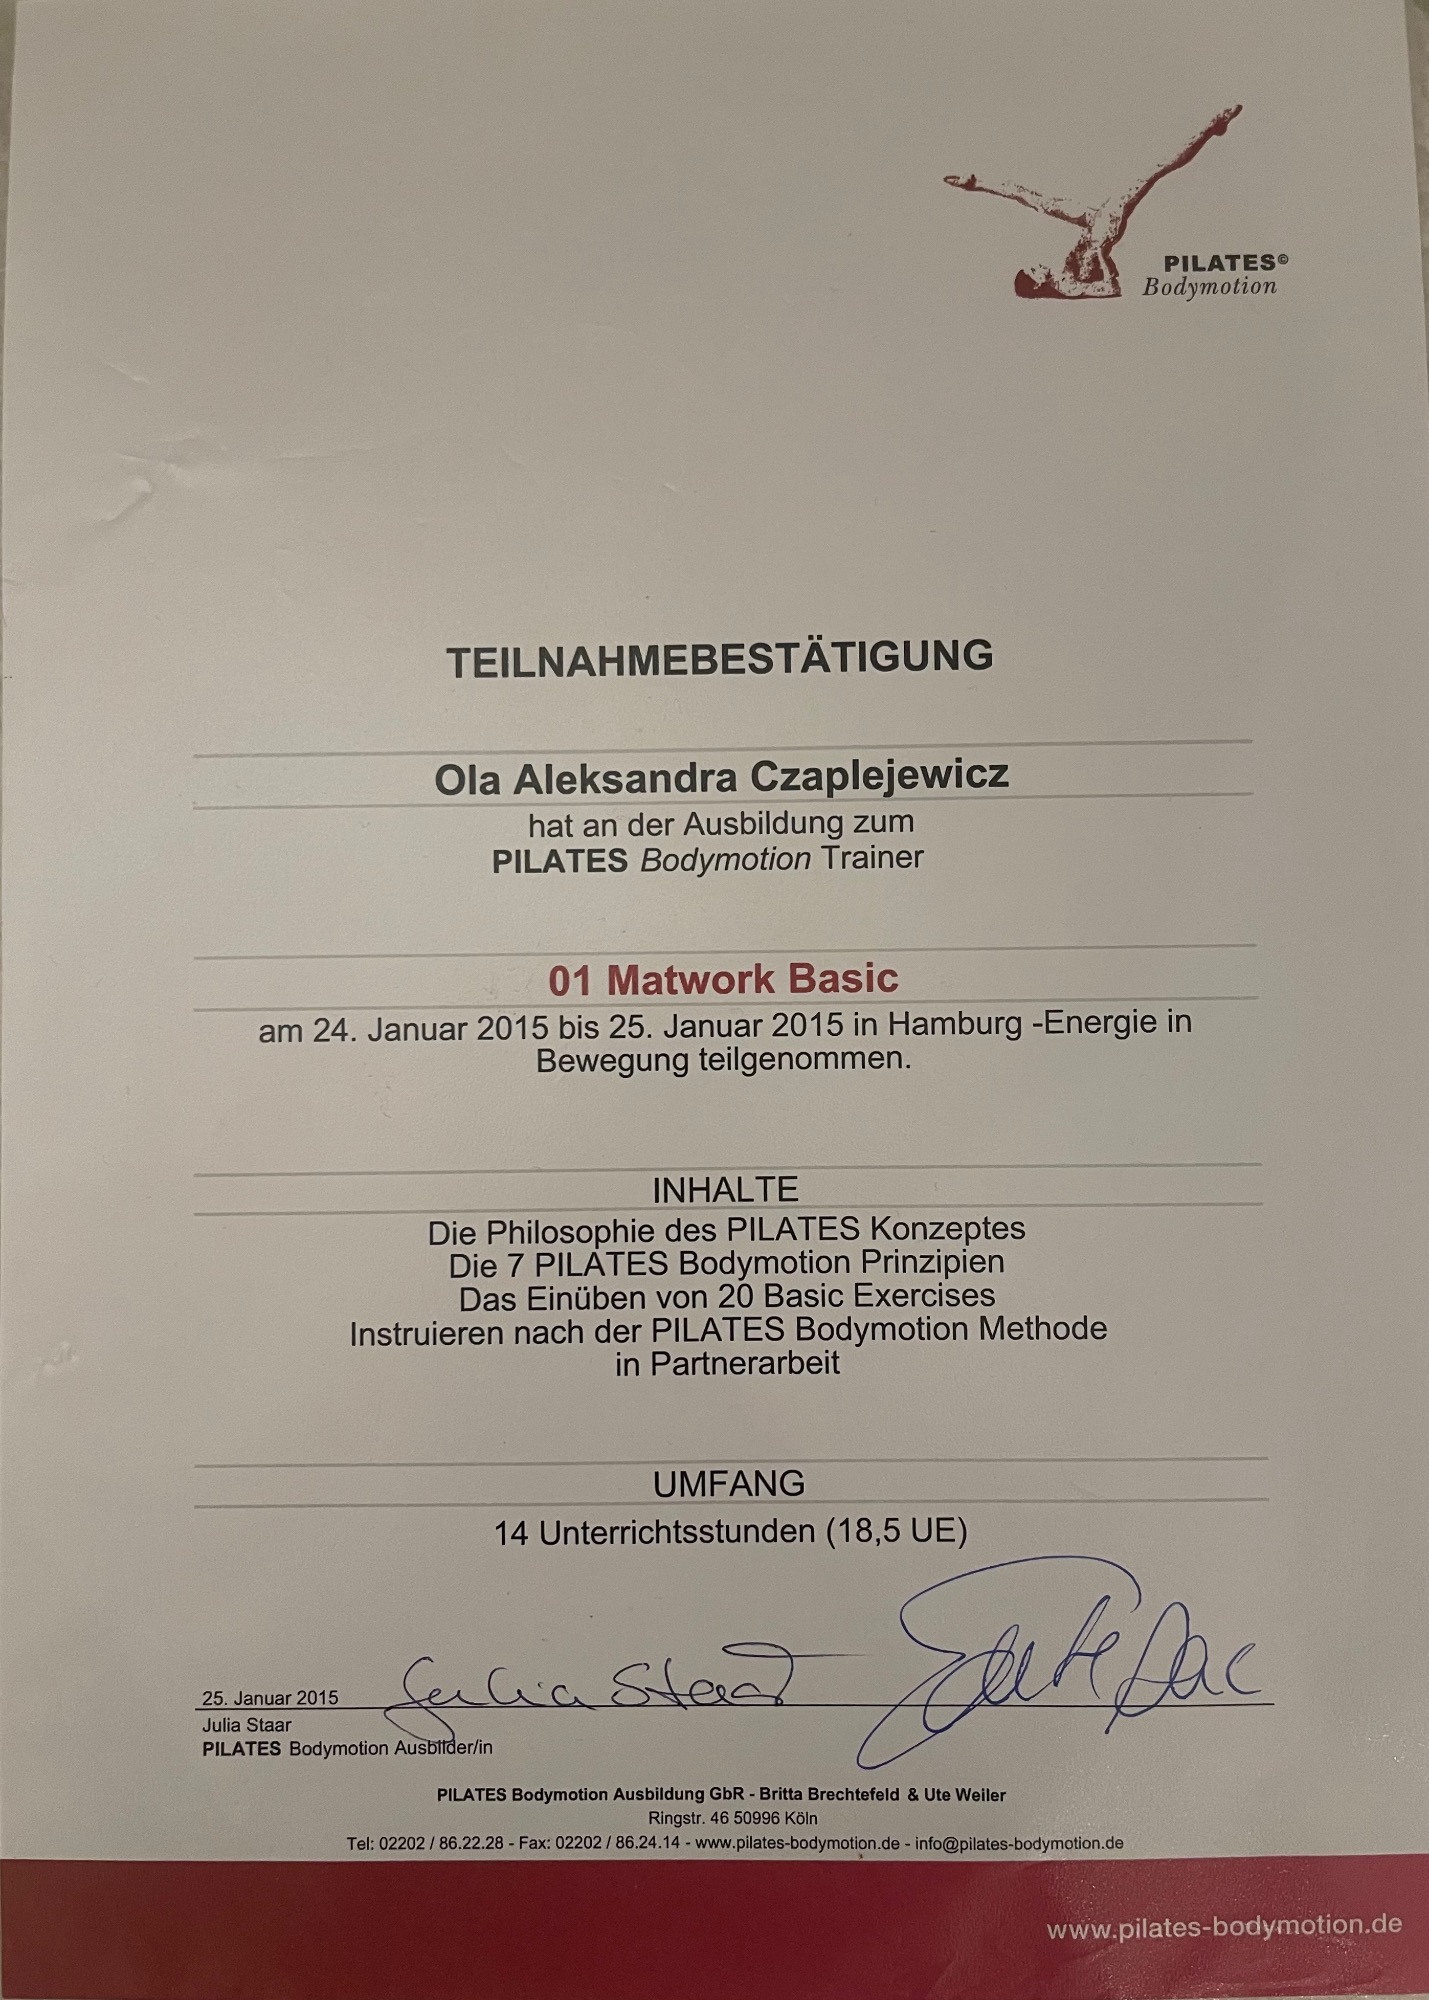 PILATES©
Bodymotion
TEILNAHMEBESTÄTIGUNG
Ola Aleksandra Czaplejewicz
hat an der Ausbildung zum
PILATES Bodymotion Trainer
01 Matwork Basic
am 24. Januar 2015 bis 25. Januar 2015 in Hamburg -Energie in
Bewegung teilgenommen.
INHALTE
Die Philosophie des PILATES Konzeptes
Die 7 PILATES Bodymotion Prinzipien
Das Einüben von 20 Basic Exercises
Instruieren nach der PILATES Bodymotion Methode
in Partnerarbeit
UMFANG
14 Unterrichtsstunden (18,5 UE)
25. Januar 2015 Julia Staar
Julia Staar
PILATES Bodymotion Ausbilder/in
PILATES Bodymotion Ausbildung GbR - Britta Brechtefeld & Ute Weiler
Ringstr. 46 50996 Köln
Tel: 02202 / 86.22.28 - Fax: 02202 / 86.24.14 - www.pilates-bodymotion.de - info@pilates-bodymotion.de
www.pilates-bodymotion.de